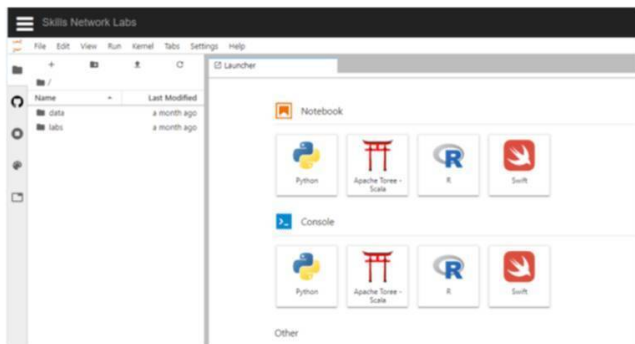 Skills Network Labs
File Edit View Run Kernel Tabs Settings Help
Launcher
/
Name Last Modified
data a month ago
labs a month ago
Notebook
Python Apache Toree - Scala R Swift
Console
Python Apache Toree - Scala R Swift
Other